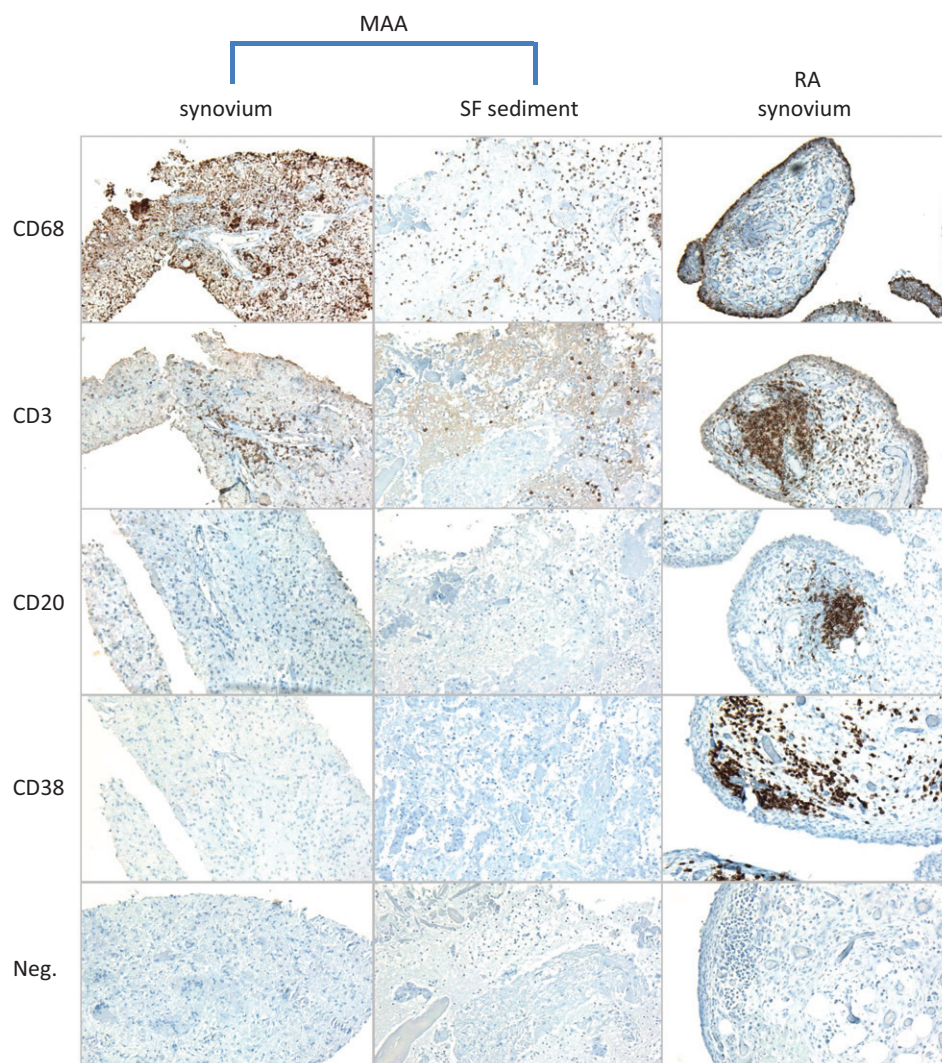 MAA
synovium
SF sediment
RA
synovium
CD68
CD3
CD20
CD38
Neg.